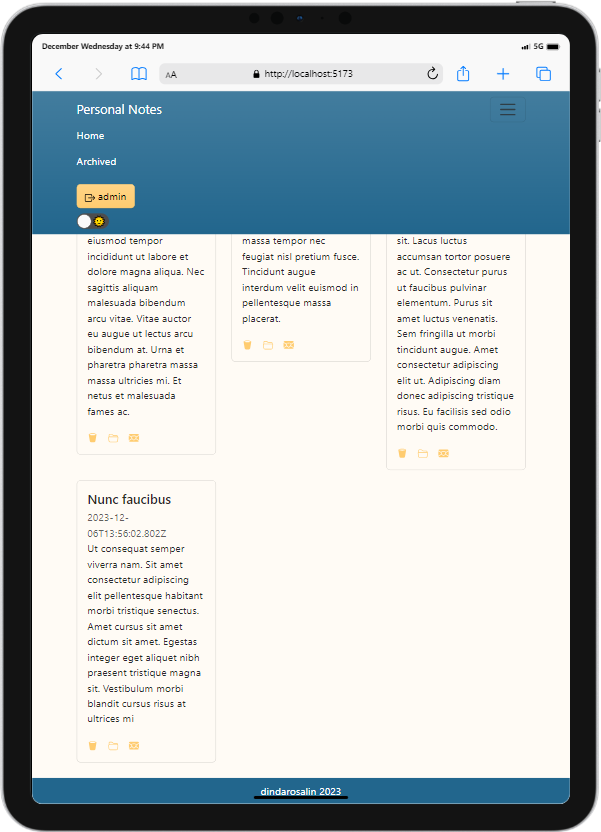 December Wednesday at 9:44 PM
5G
AA
http://localhost:5173
Personal Notes
Home
Archived
admin
eiusmod tempor
incididunt ut labore et
dolore magna aliqua. Nec
sagittis aliquam
malesuada bibendum
arcu vitae. Vitae auctor
eu augue ut lectus arcu
bibendum at. Urna et
pharetra pharetra massa
massa ultricies mi. Et
netus et malesuada
fames ac.
massa tempor nec
feugiat nisl pretium fusce.
Tincidunt augue
interdum velit euismod in
pellentesque massa
placerat.
sit. Lacus luctus
accumsan tortor posuere
ac ut. Consectetur purus
ut faucibus pulvinar
elementum. Purus sit
amet luctus venenatis.
Sem fringilla ut morbi
tincidunt augue. Amet
consectetur adipiscing
elit ut. Adipiscing diam
donec adipiscing tristique
risus. Eu facilisis sed odio
morbi quis commodo.
Nunc faucibus
2023-12-
06T13:56:02.802Z
Ut consequat semper
viverra nam. Sit amet
consectetur adipiscing
elit pellentesque habitant
morbi tristique senectus.
Amet cursus sit amet
dictum sit amet. Egestas
integer eget aliquet nibh
praesent tristique magna
sit. Vestibulum morbi
blandit cursus risus at
ultrices mi
dindarosalin 2023